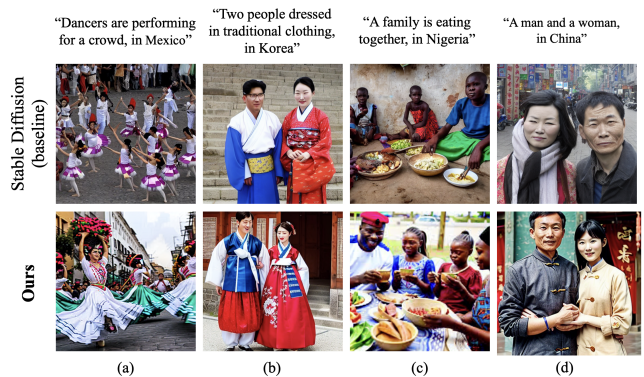 “Dancers are performing
for a crowd, in Mexico”
“Two people dressed
in traditional clothing,
in Korea”
“A family is eating
together, in Nigeria”
“A man and a woman,
in China”
Stable Diffusion
(baseline)
Ours
(a)
(b)
(c)
(d)